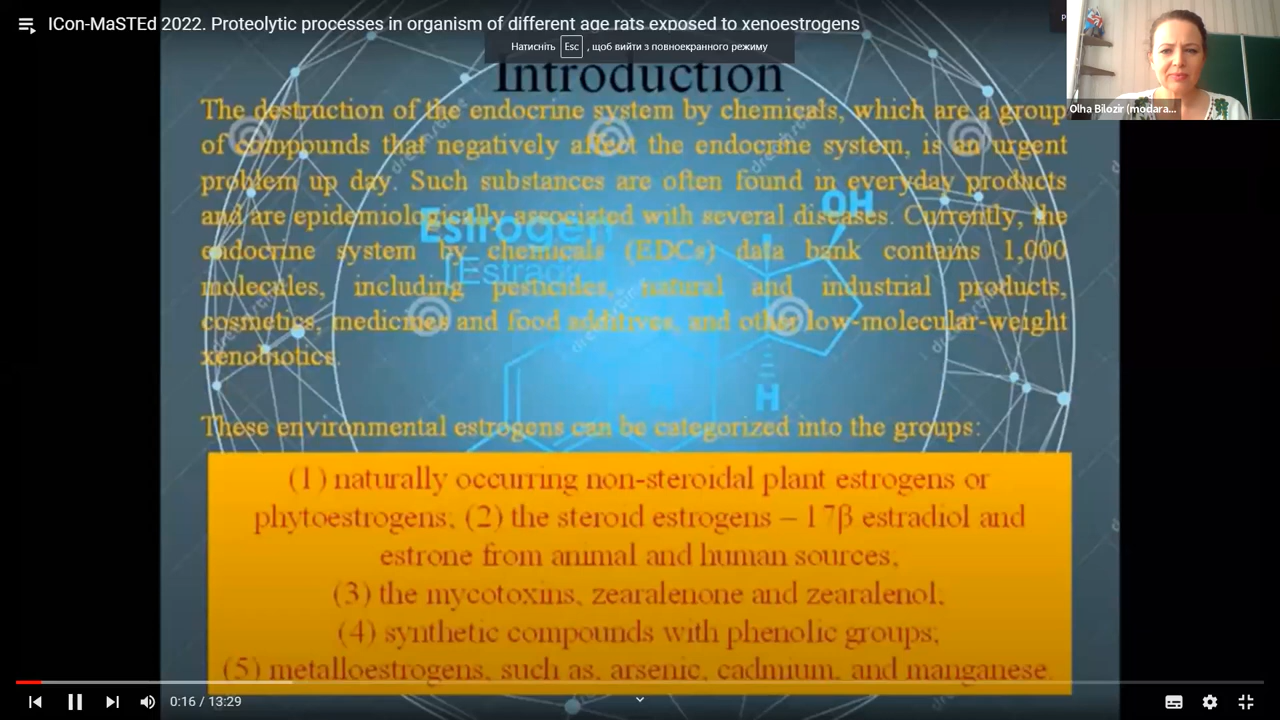 ICon-MaSTEd 2022. Proteolytic processes in organism of different age rats exposed to xenoestrogens
Натисніть Esc , щоб вийти з повноекранного режиму
Olha Bilozir (modara...
Introduction
The destruction of the endocrine system by chemicals, which are a group
of compounds that negatively affect the endocrine system, is an urgent
problem up day. Such substances are often found in everyday products
and are epidemiologically associated with several diseases. Currently, the
endocrine system by chemicals (EDCs) data bank contains 1,000
molecules, including pesticides, natural and industrial products,
cosmetics, medicines and food additives, and other low-molecular-weight
xenobiotics.
OH
Estrogen
H
H
These environmental estrogens can be categorized into the groups:
(1) naturally occurring non-steroidal plant estrogens or
phytoestrogens; (2) the steroid estrogens – 17β estradiol and
estrone from animal and human sources;
(3) the mycotoxins, zearalenone and zearalenol,
(4) synthetic compounds with phenolic groups;
(5) metalloestrogens, such as, arsenic, cadmium, and manganese.
0:16 / 13:29